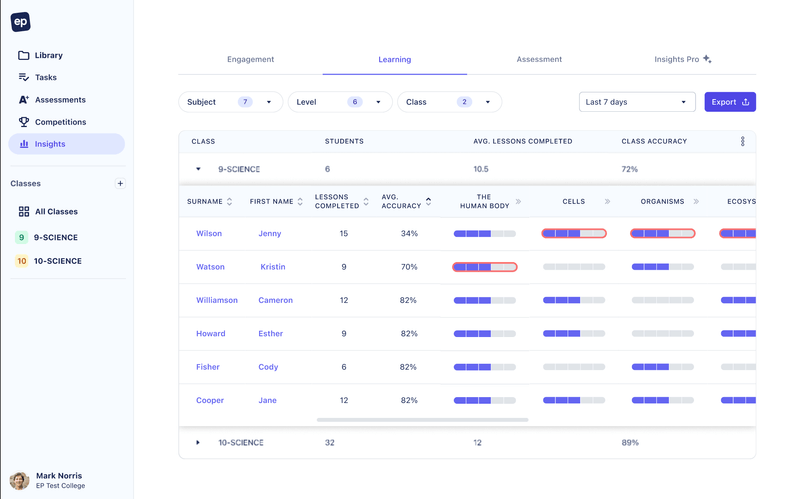 ep
Library
Tasks
Assessments
Competitions
Insights
Classes
All Classes
9 9-SCIENCE
10 10-SCIENCE
Mark Norris
EP Test College
Engagement Learning Assessment Insights Pro
Subject 7 Level 6 Class 2 Last 7 days Export
CLASS STUDENTS AVG. LESSONS COMPLETED CLASS ACCURACY
9-SCIENCE 6 10.5 72%
SURNAME FIRST NAME LESSONS COMPLETED AVG. ACCURACY THE HUMAN BODY CELLS ORGANISMS ECOSYS
Wilson Jenny 15 34%
Watson Kristin 9 70%
Williamson Cameron 12 82%
Howard Esther 9 82%
Fisher Cody 6 82%
Cooper Jane 12 82%
10-SCIENCE 32 12 89%